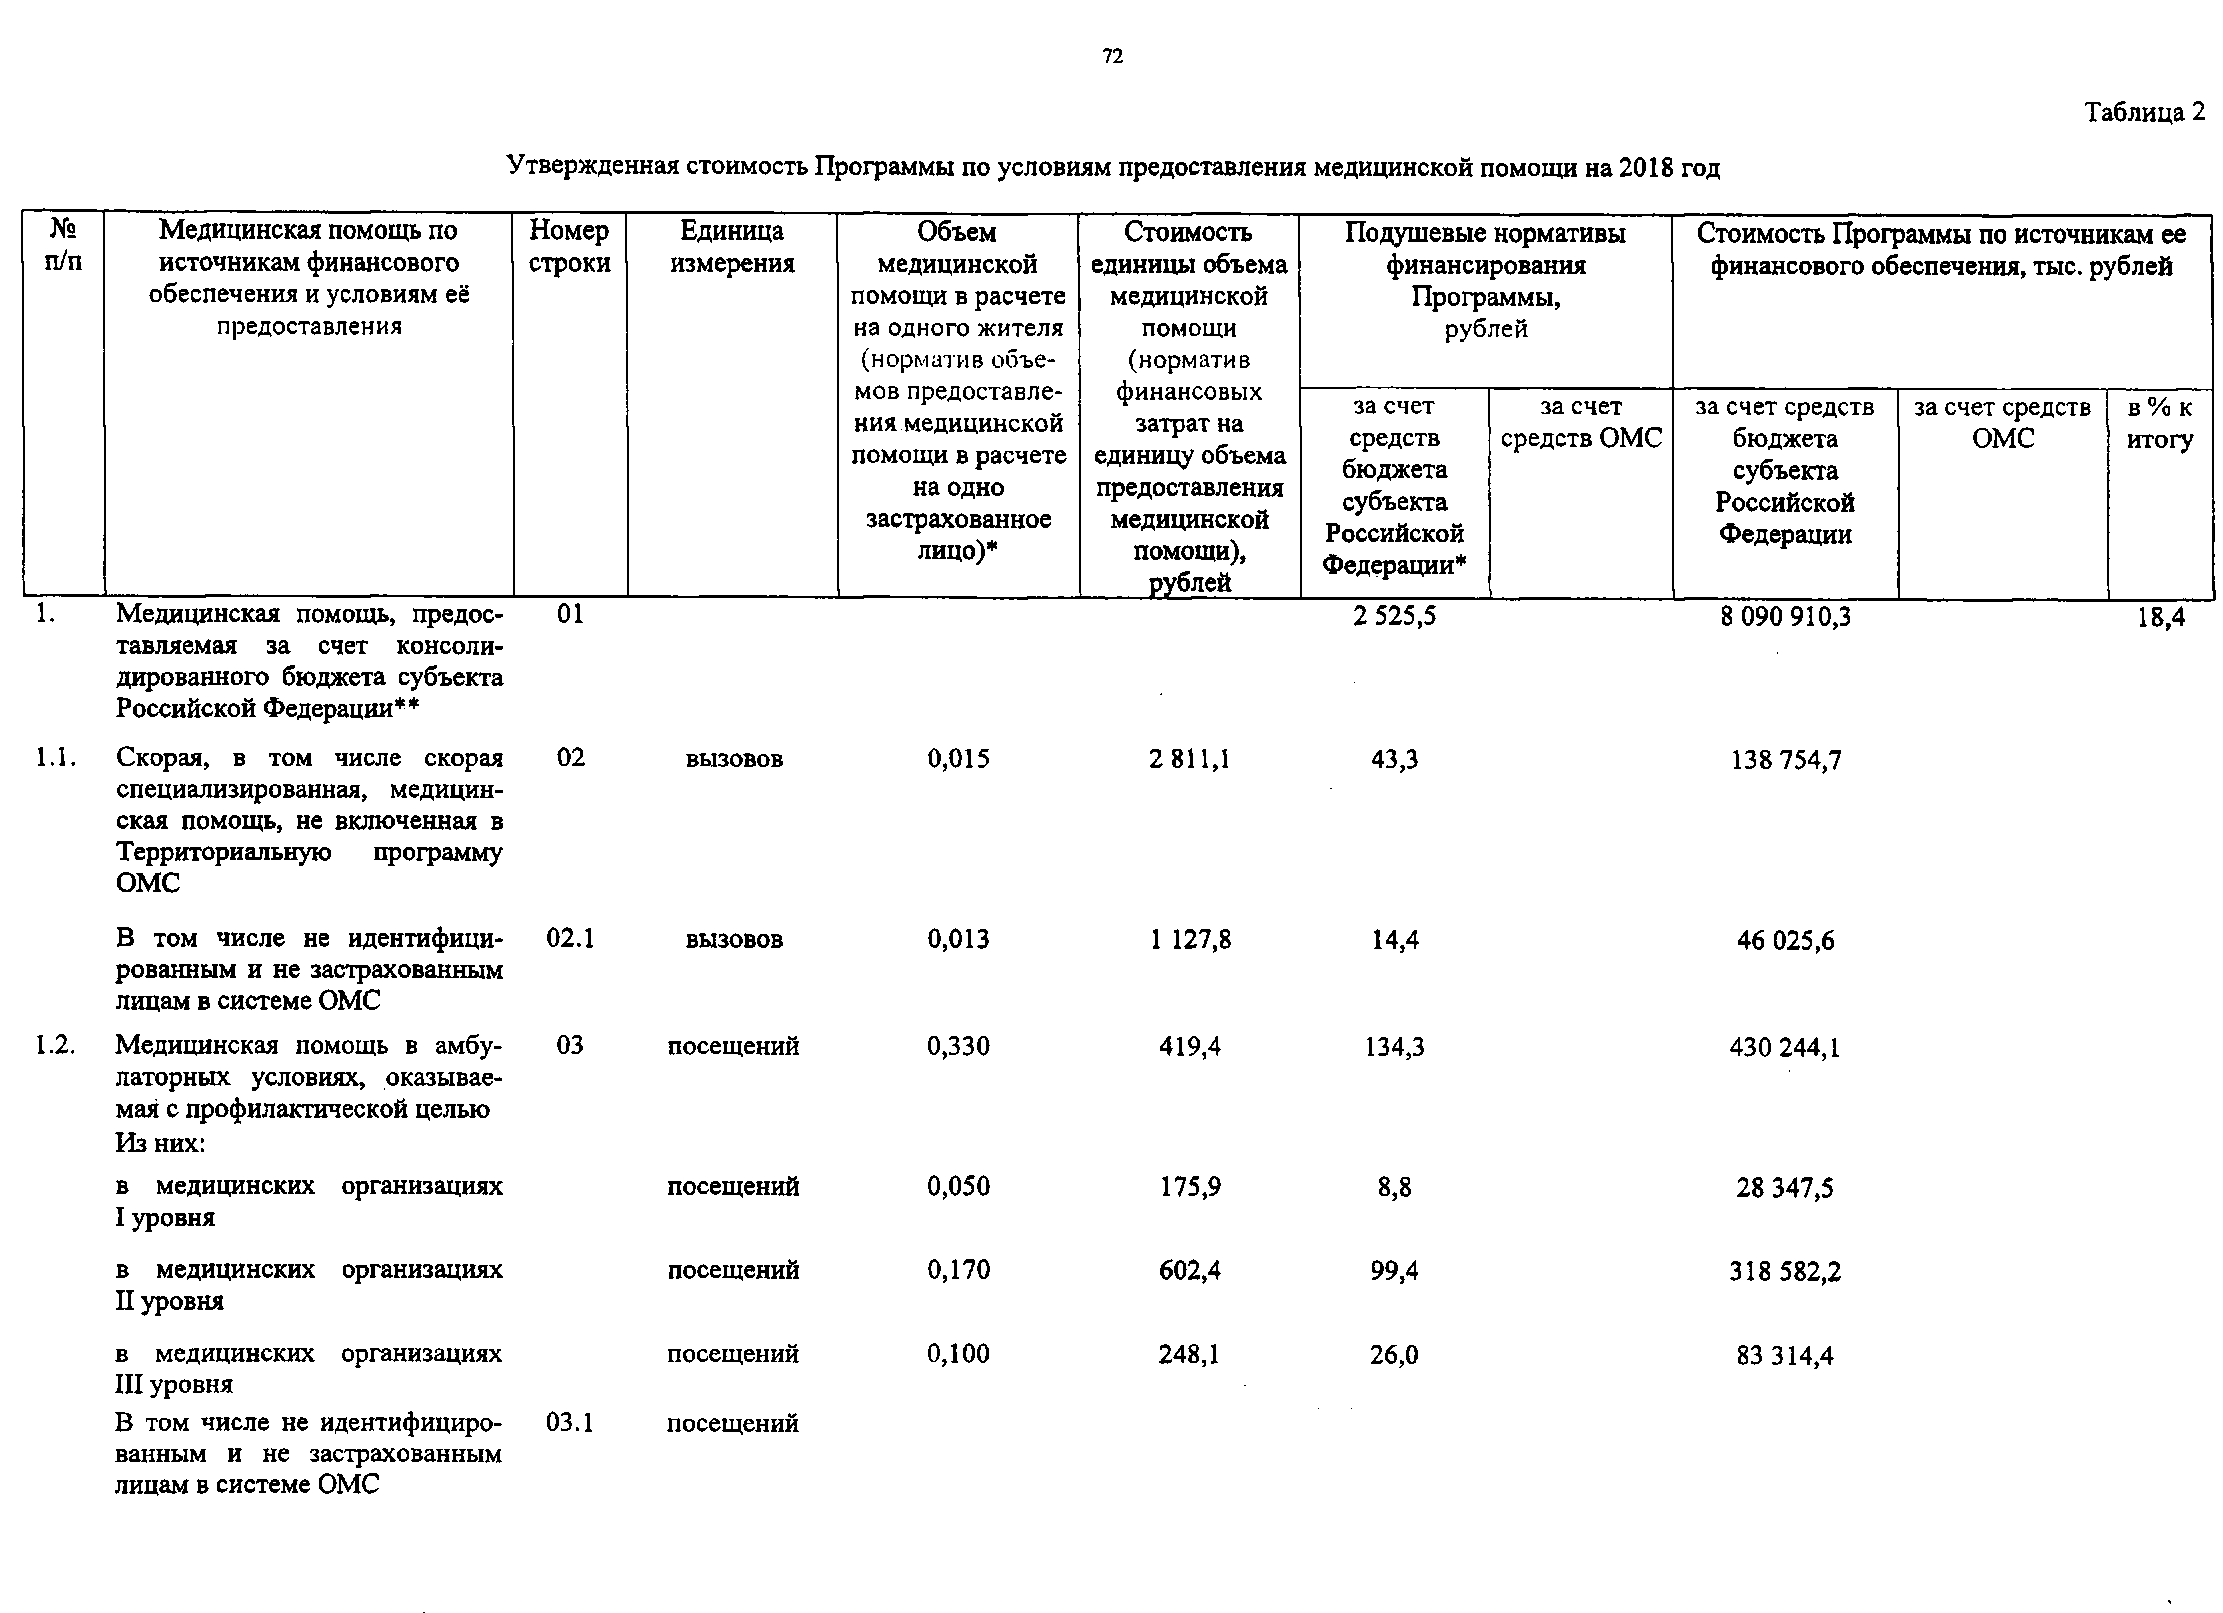 72
Таблица 2
Утвержденная стоимость Программы по условиям предоставления медицинской помощи на 2018 год
№
п/п
Медицинская помощь по
источникам финансового
обеспечения и условиям её
предоставления
Номер
строки
Единица
измерения
Объем
медицинской
помощи в расчете
на одного жителя
(норматив объе-
мов предоставле-
ния медицинской
помощи в расчете
на одно
застрахованное
лицо)*
Стоимость
единицы объема
медицинской
помощи
(норматив
финансовых
затрат на
единицу объема
предоставления
медицинской
помощи),
рублей
Подушевые нормативы
финансирования
Программы,
рублей
за счет
средств
бюджета
субъекта
Российской
Федерации*
за счет
средств ОМС
Стоимость Программы по источникам ее
финансового обеспечения, тыс. рублей
за счет средств
бюджета
субъекта
Российской
Федерации
за счет средств
ОМС
в % к
итогу
1. Медицинская помощь, предос- 01 2 525,5 8 090 910,3 18,4
тавляемая за счет консоли-
дированного бюджета субъекта
Российской Федерации**
1.1. Скорая, в том числе скорая 02 вызовов 0,015 2 811,1 43,3 138 754,7
специализированная, медицин-
ская помощь, не включенная в
Территориальную программу
ОМС
В том числе не идентифици- 02.1 вызовов 0,013 1 127,8 14,4 46 025,6
рованным и не застрахованным
лицам в системе ОМС
1.2. Медицинская помощь в амбу- 03 посещений 0,330 419,4 134,3 430 244,1
латорных условиях, оказывае-
мая с профилактической целью
Из них:
в медицинских организациях посещений 0,050 175,9 8,8 28 347,5
I уровня
в медицинских организациях посещений 0,170 602,4 99,4 318 582,2
II уровня
в медицинских организациях посещений 0,100 248,1 26,0 83 314,4
III уровня
В том числе не идентифициро- 03.1 посещений
ванным и не застрахованным
лицам в системе ОМС